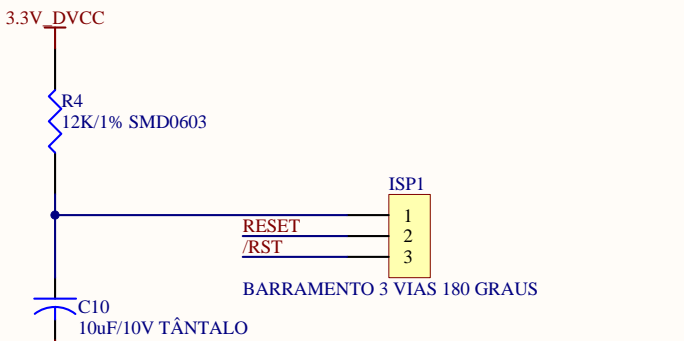 3.3V_DVCC
R4
12K/1% SMD0603
ISP1
1
RESET
2
/RST
3
BARRAMENTO 3 VIAS 180 GRAUS
C10
10uF/10V TÂNTALO